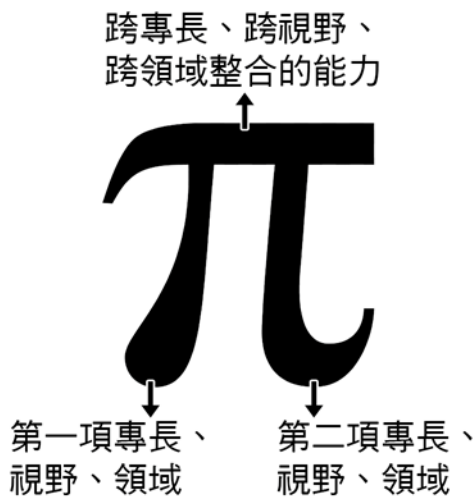 跨專長、跨視野、
跨領域整合的能力
π
第一項專長、
視野、領域
第二項專長、
視野、領域